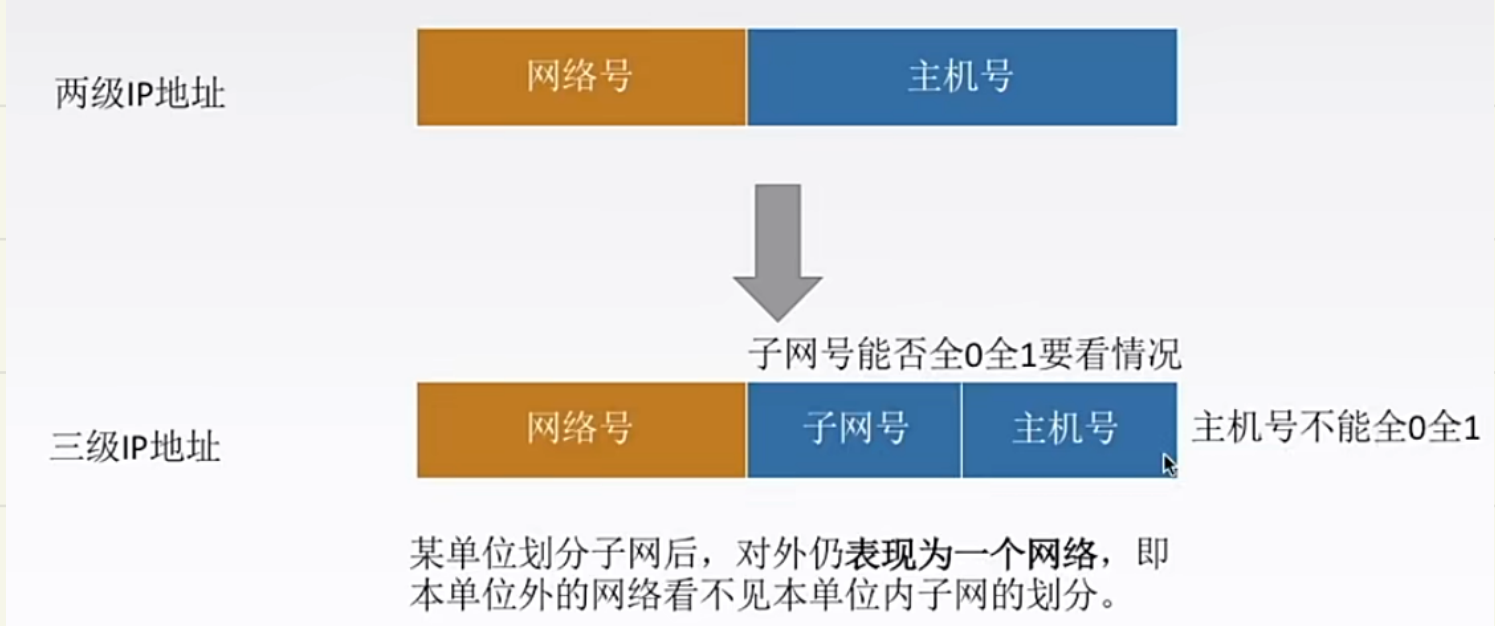 两级IP地址
网络号
主机号
子网号能否全0全1要看情况
三级IP地址
网络号
子网号
主机号
主机号不能全0全1
某单位划分子网后，对外仍表现为一个网络，即
本单位外的网络看不见本单位内子网的划分。